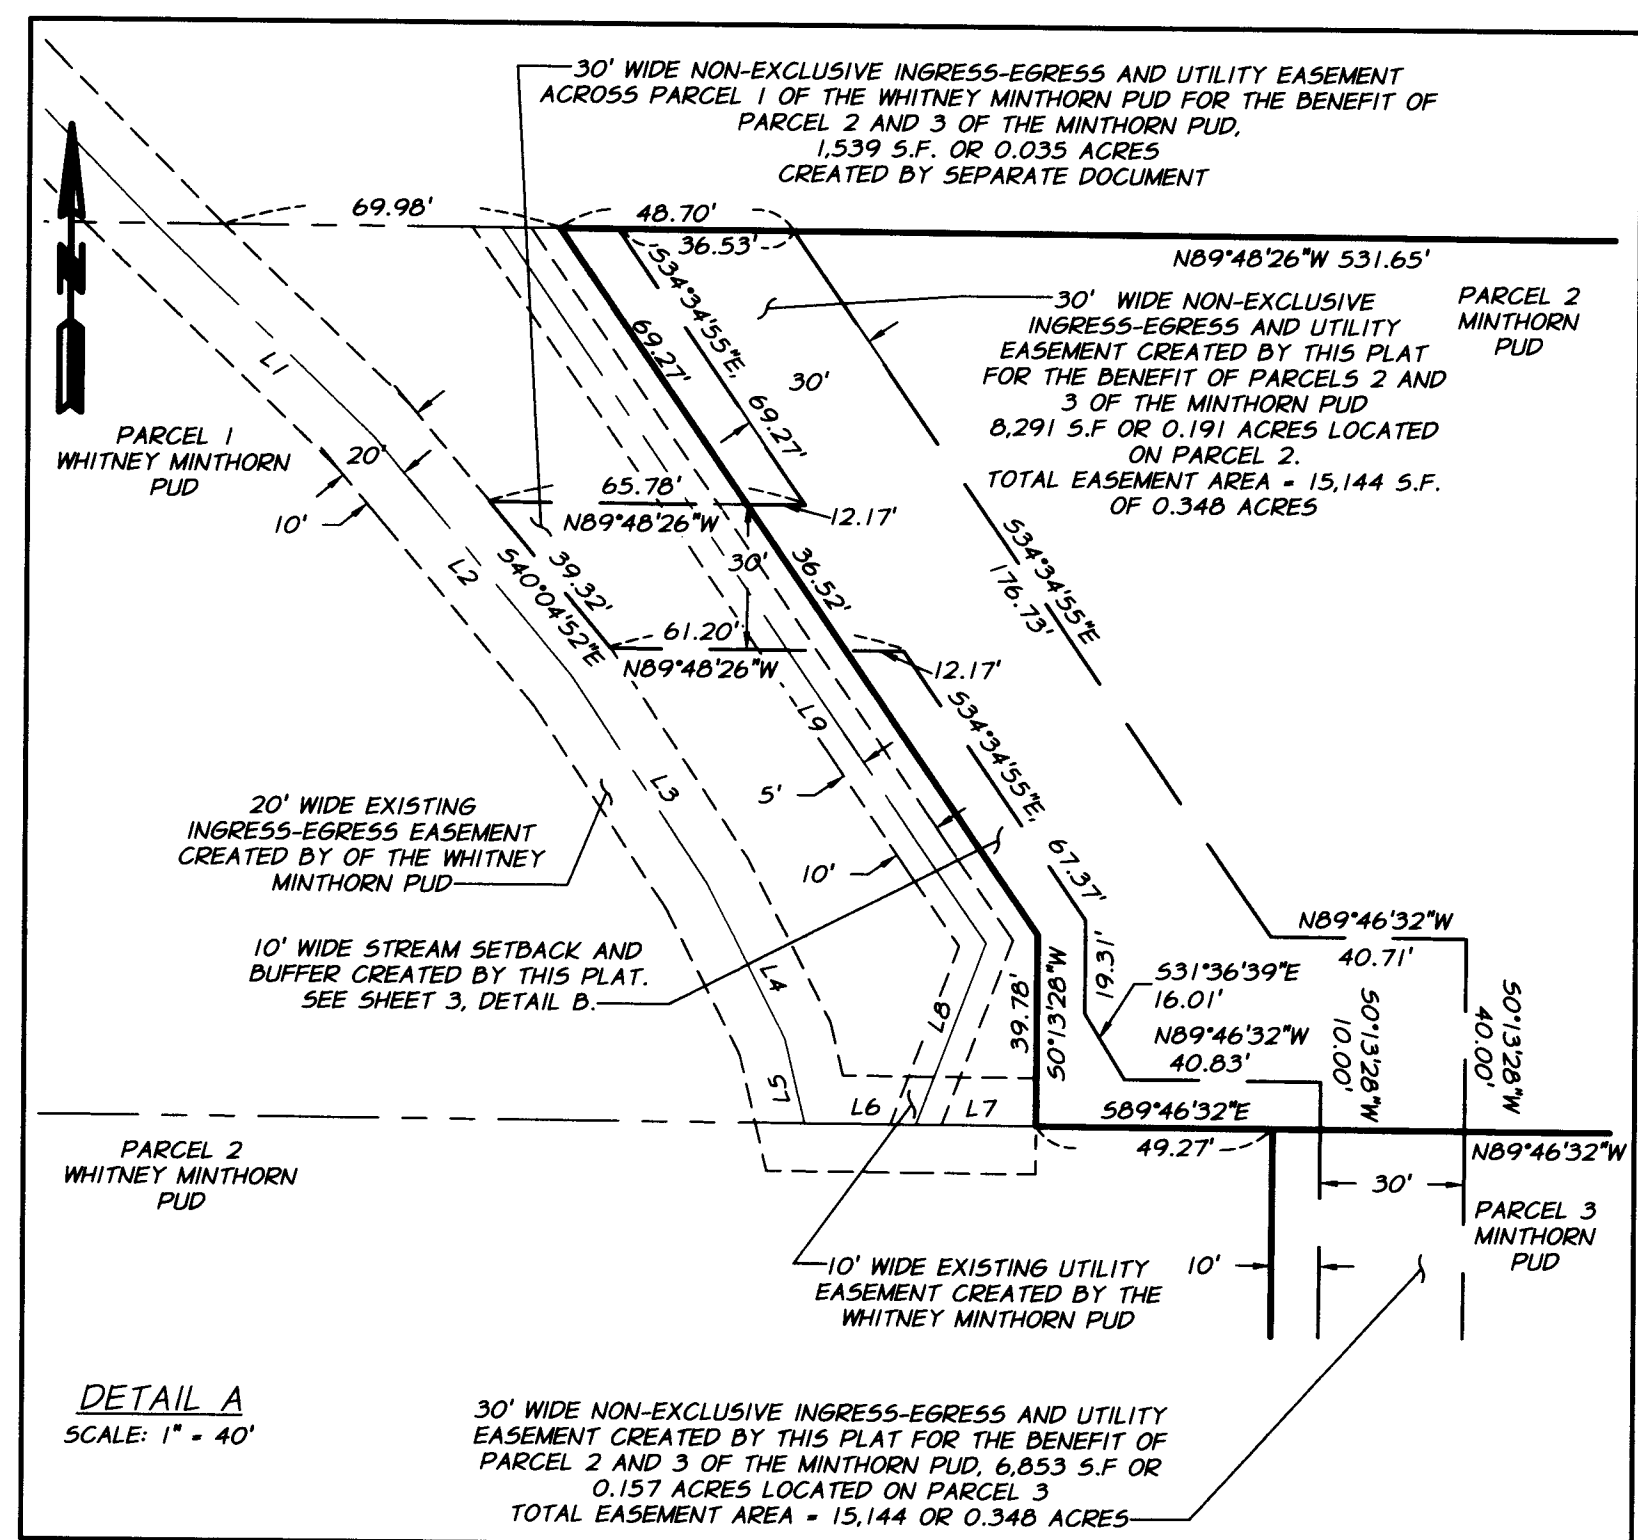 30' WIDE NON-EXCLUSIVE INGRESS-EGRESS AND UTILITY EASEMENT
ACROSS PARCEL 1 OF THE WHITNEY MINTHORN PUD FOR THE BENEFIT OF
PARCEL 2 AND 3 OF THE MINTHORN PUD,
1,539 S.F. OR 0.035 ACRES
CREATED BY SEPARATE DOCUMENT
69.98'
48.70'
36.53'
N89°48'26"W 531.65'
N
S34°34'55"E,
69.27'
69.27'
30'
30' WIDE NON-EXCLUSIVE
INGRESS-EGRESS AND UTILITY
EASEMENT CREATED BY THIS PLAT
FOR THE BENEFIT OF PARCELS 2 AND
3 OF THE MINTHORN PUD
8,291 S.F OR 0.191 ACRES LOCATED
ON PARCEL 2.
TOTAL EASEMENT AREA = 15,144 S.F.
OF 0.348 ACRES
PARCEL 2
MINTHORN
PUD
L1
PARCEL 1
WHITNEY MINTHORN
PUD
20'
10'
65.78'
N89°48'26"W
12.17'
L2
S40°04'52"E
39.32'
30'
36.52'
S34°34'55"E
176.73'
61.20'
N89°48'26"W
12.17'
L9
S34°34'55"E,
67.37'
L3
5'
20' WIDE EXISTING
INGRESS-EGRESS EASEMENT
CREATED BY OF THE WHITNEY
MINTHORN PUD
10'
10' WIDE STREAM SETBACK AND
BUFFER CREATED BY THIS PLAT.
SEE SHEET 3, DETAIL B.
L4
L8
39.78'
S0°13'28"W
19.31'
S31°36'39"E
16.01'
N89°46'32"W
40.71'
N89°46'32"W
40.83'
S0°13'28"W
10.00'
S0°13'28"W
40.00'
L5
L6
L7
S89°46'32"E
49.27'
N89°46'32"W
PARCEL 2
WHITNEY MINTHORN
PUD
30'
PARCEL 3
MINTHORN
PUD
10' WIDE EXISTING UTILITY
EASEMENT CREATED BY THE
WHITNEY MINTHORN PUD
10'
DETAIL A
SCALE: 1" = 40'
30' WIDE NON-EXCLUSIVE INGRESS-EGRESS AND UTILITY
EASEMENT CREATED BY THIS PLAT FOR THE BENEFIT OF
PARCEL 2 AND 3 OF THE MINTHORN PUD, 6,853 S.F OR
0.157 ACRES LOCATED ON PARCEL 3
TOTAL EASEMENT AREA = 15,144 OR 0.348 ACRES